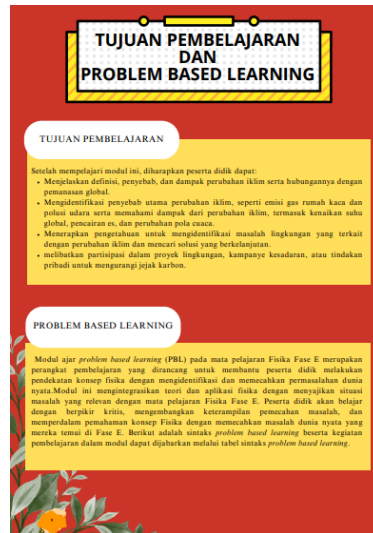 TUJUAN PEMBELAJARAN
DAN
PROBLEM BASED LEARNING
TUJUAN PEMBELAJARAN
Setelah mempelajari modul ini, diharapkan peserta didik dapat:
• Menjelaskan definisi, penyebab, dan dampak perubahan iklim serta hubungannya dengan
pemanasan global.
• Mengidentifikasi penyebab utama perubahan iklim, seperti emisi gas rumah kaca dan
polusi udara serta memahami dampak dari perubahan iklim, termasuk kenaikan suhu
global, pencairan es, dan perubahan pola cuaca.
• Menerapkan pengetahuan untuk mengidentifikasi masalah lingkungan yang terkait
dengan perubahan iklim dan mencari solusi yang berkelanjutan.
• melibatkan partisipasi dalam proyek lingkungan, kampanye kesadaran, atau tindakan
pribadi untuk mengurangi jejak karbon.
PROBLEM BASED LEARNING
Modul ajar problem based learning (PBL) pada mata pelajaran Fisika Fase E merupakan
perangkat pembelajaran yang dirancang untuk membantu peserta didik melakukan
pendekatan konsep fisika dengan mengidentifikasi dan memecahkan permasalahan dunia
nyata.Modul ini mengintegrasikan teori dan aplikasi fisika dengan menyajikan situasi
masalah yang relevan dengan mata pelajaran Fisika Fase E. Peserta didik akan belajar
dengan berpikir kritis, mengembangkan keterampilan pemecahan masalah, dan
memperdalam pemahaman konsep Fisika dengan memecahkan masalah dunia nyata yang
mereka temui di Fase E. Berikut adalah sintaks problem based learning beserta kegiatan
pembelajaran dalam modul dapat dijabarkan melalui tabel sintaks problem based learning.